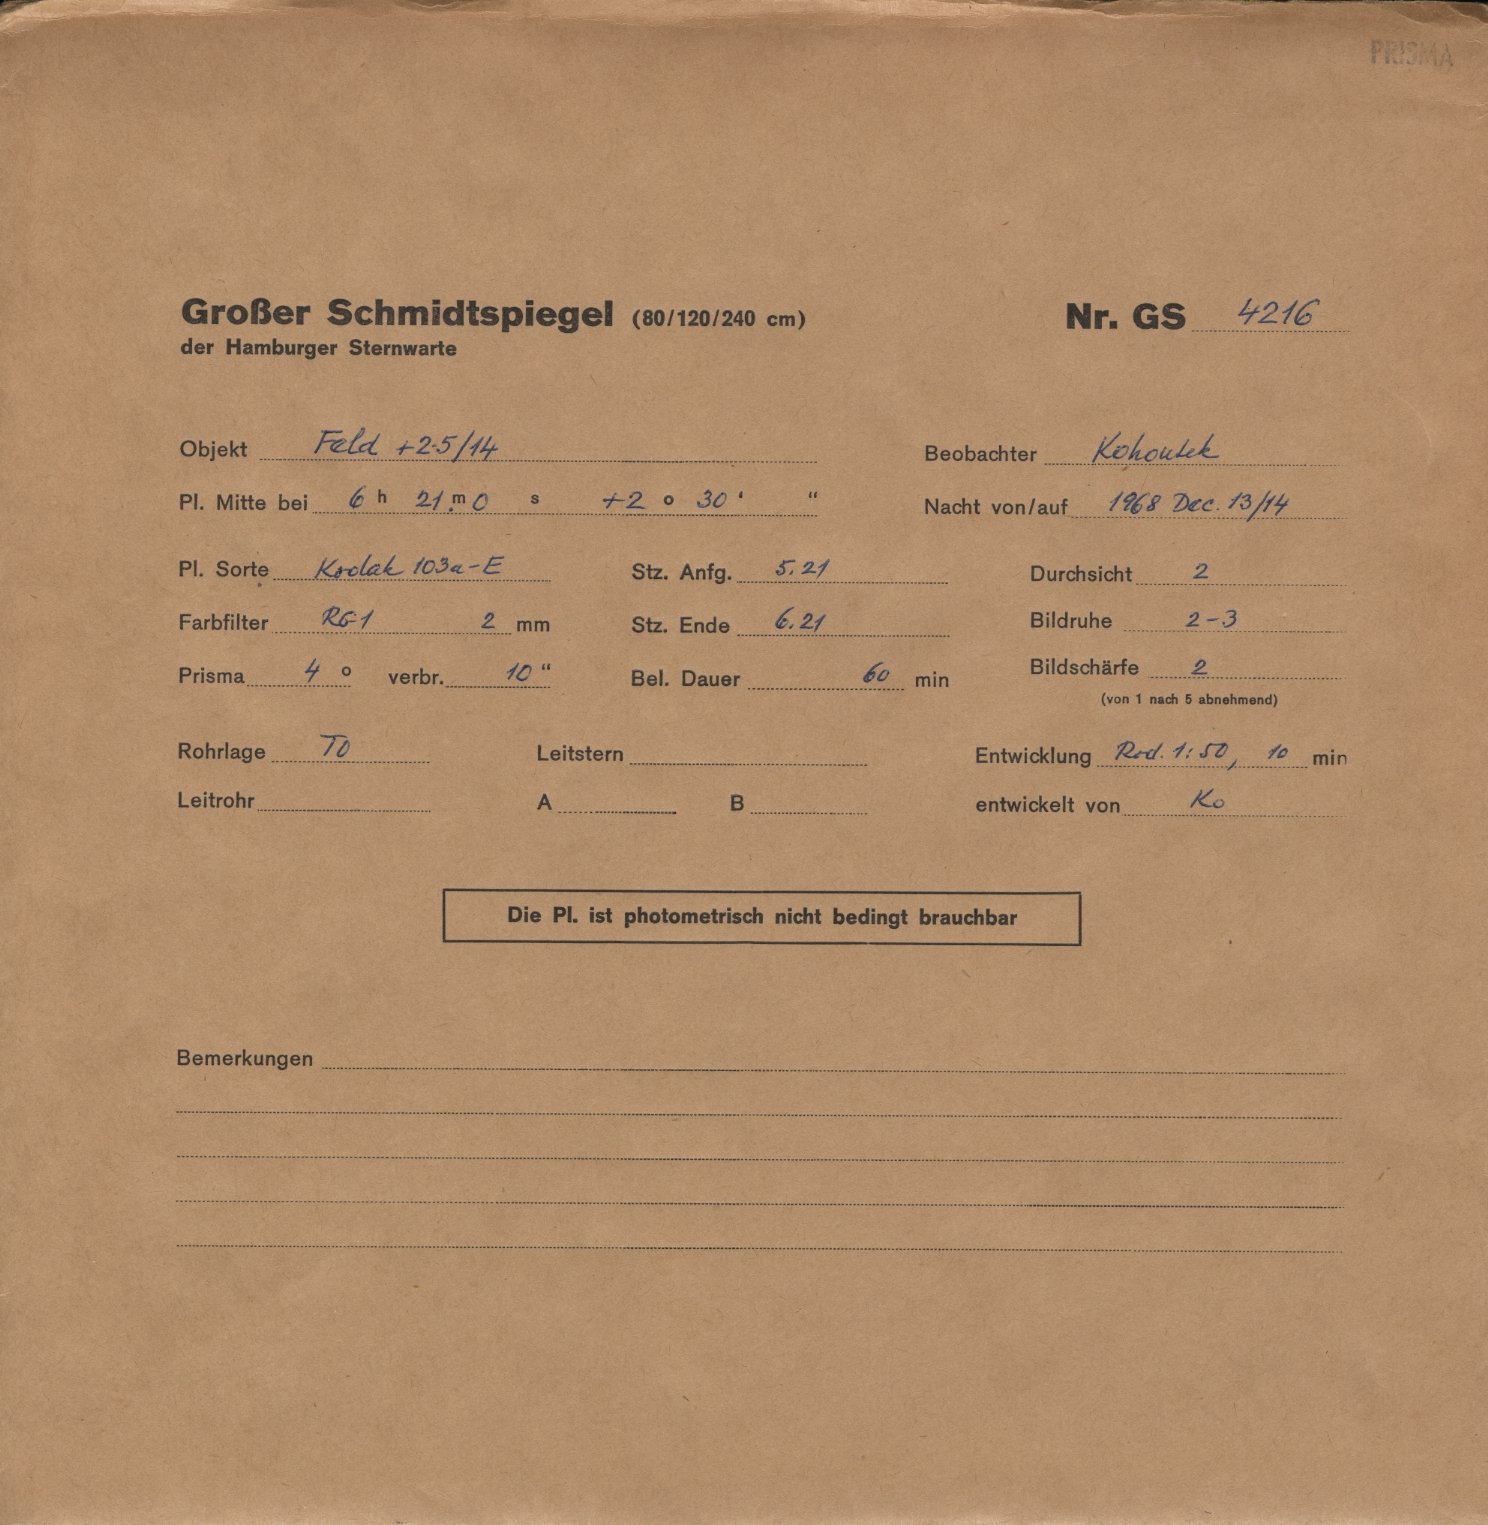 PRISMA
Großer Schmidtspiegel (80/120/240 cm) Nr. GS 4216
der Hamburger Sternwarte
Objekt Feld +2.5/14 Beobachter Kohoutek
Pl. Mitte bei 6 h 21. m 0 s +2 o 30 ' " Nacht von/auf 1968 Dec. 13/14
Pl. Sorte Kodak 103a-E Stz. Anfg. 5.21 Durchsicht 2
Farbfilter RG1 2 mm Stz. Ende 6.21 Bildruhe 2-3
Prisma 4 o verbr. 10 " Bel. Dauer 60 min Bildschärfe 2
(von 1 nach 5 abnehmend)
Rohrlage TO Leitstern Entwicklung Rod. 1:50, 10 min
Leitrohr A B entwickelt von Ko
Die Pl. ist photometrisch nicht bedingt brauchbar
Bemerkungen